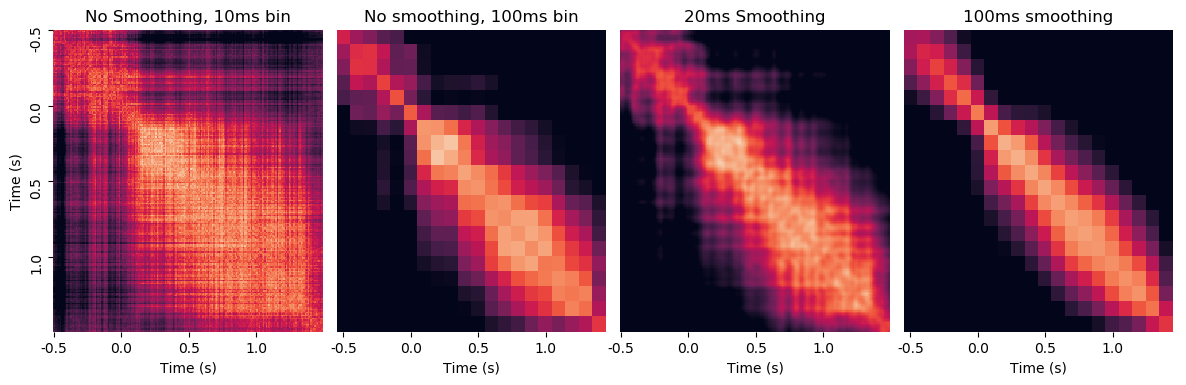 No Smoothing, 10ms bin
No smoothing, 100ms bin
20ms Smoothing
100ms smoothing
-0.5
0.0
0.5
1.0
Time (s)
-0.5 0.0 0.5 1.0
-0.5 0.0 0.5 1.0
-0.5 0.0 0.5 1.0
-0.5 0.0 0.5 1.0
Time (s)
Time (s)
Time (s)
Time (s)